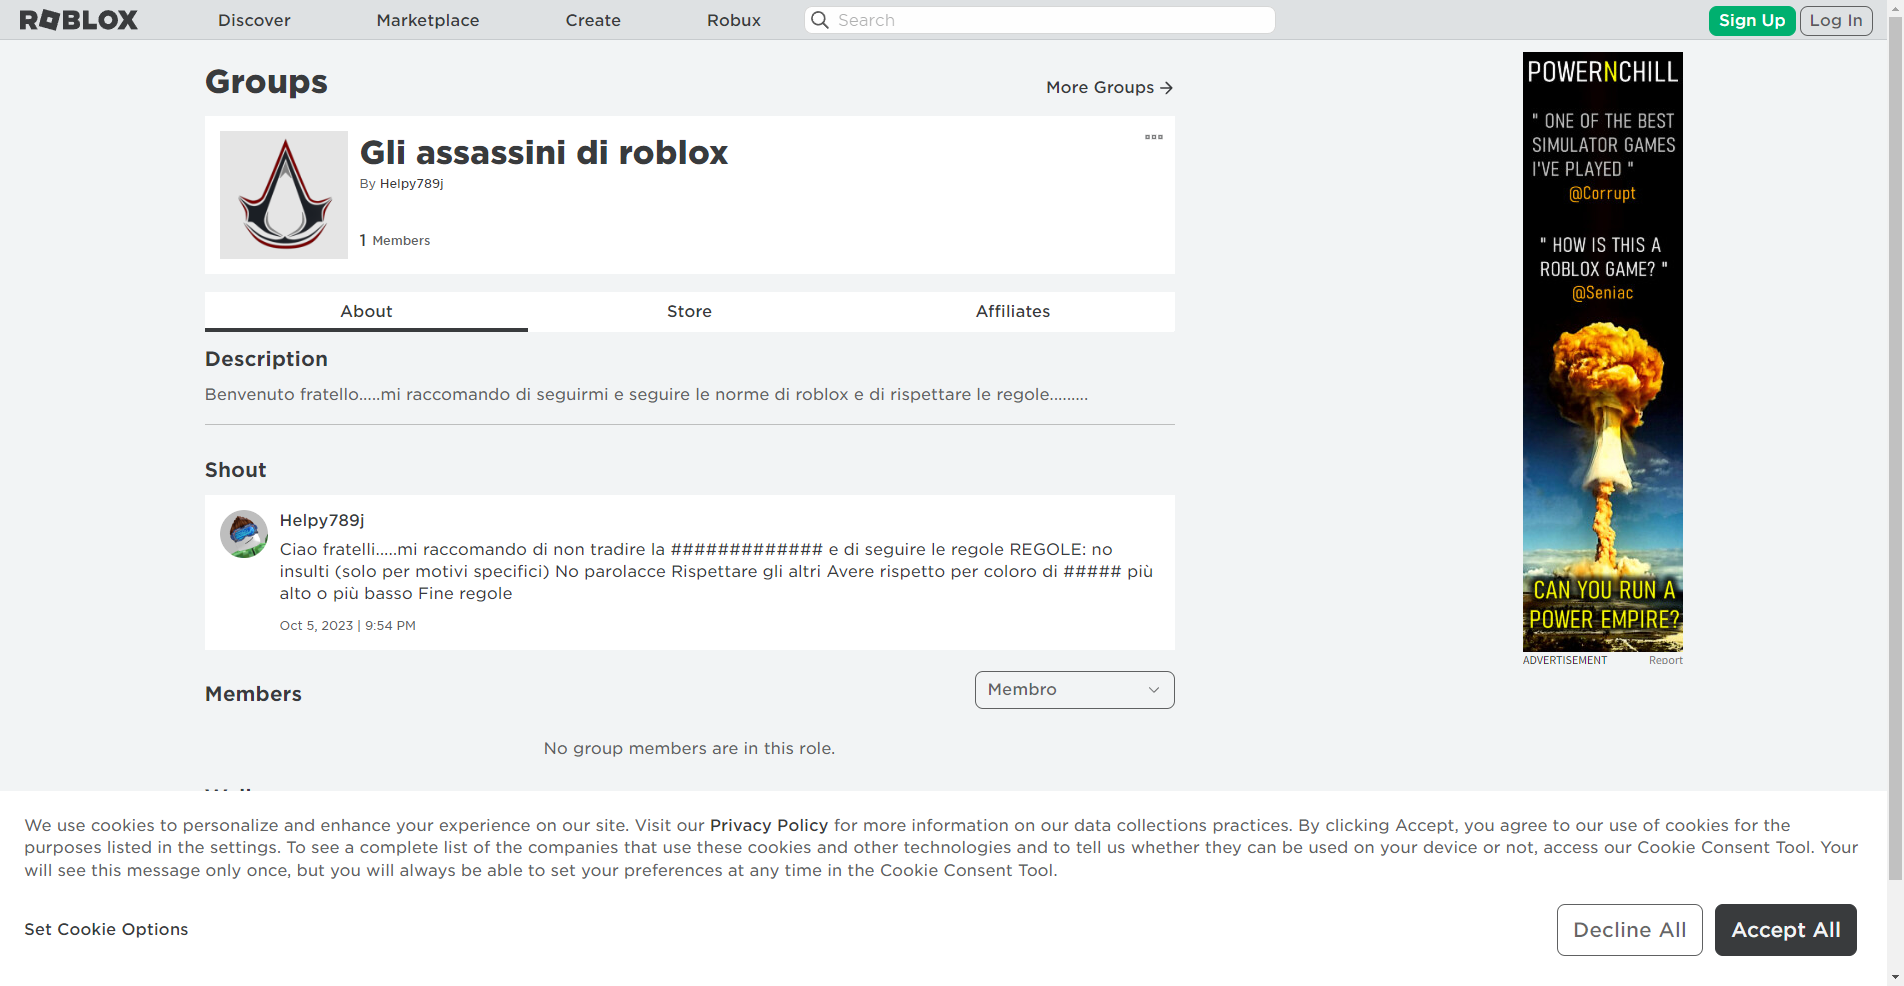 ROBLOX
Discover
Marketplace
Create
Robux
Search
Sign Up
Log In
Groups
More Groups
Gli assassini di roblox
By Helpy789j
1 Members
About
Store
Affiliates
Description
Benvenuto fratello.....mi raccomando di seguirmi e seguire le norme di roblox e di rispettare le regole.........
Shout
Helpy789j
Ciao fratelli.....mi raccomando di non tradire la ############# e di seguire le regole REGOLE: no
insulti (solo per motivi specifici) No parolacce Rispettare gli altri Avere rispetto per coloro di ##### più
alto o più basso Fine regole
Oct 5, 2023 | 9:54 PM
Members
Membro
No group members are in this role.
POWERNCHILL
" ONE OF THE BEST
SIMULATOR GAMES
I'VE PLAYED "
@Corrupt
" HOW IS THIS A
ROBLOX GAME? "
@Seniac
CAN YOU RUN A
POWER EMPIRE?
ADVERTISEMENT
Report
We use cookies to personalize and enhance your experience on our site. Visit our Privacy Policy for more information on our data collections practices. By clicking Accept, you agree to our use of cookies for the
purposes listed in the settings. To see a complete list of the companies that use these cookies and other technologies and to tell us whether they can be used on your device or not, access our Cookie Consent Tool. Your
will see this message only once, but you will always be able to set your preferences at any time in the Cookie Consent Tool.
Set Cookie Options
Decline All
Accept All